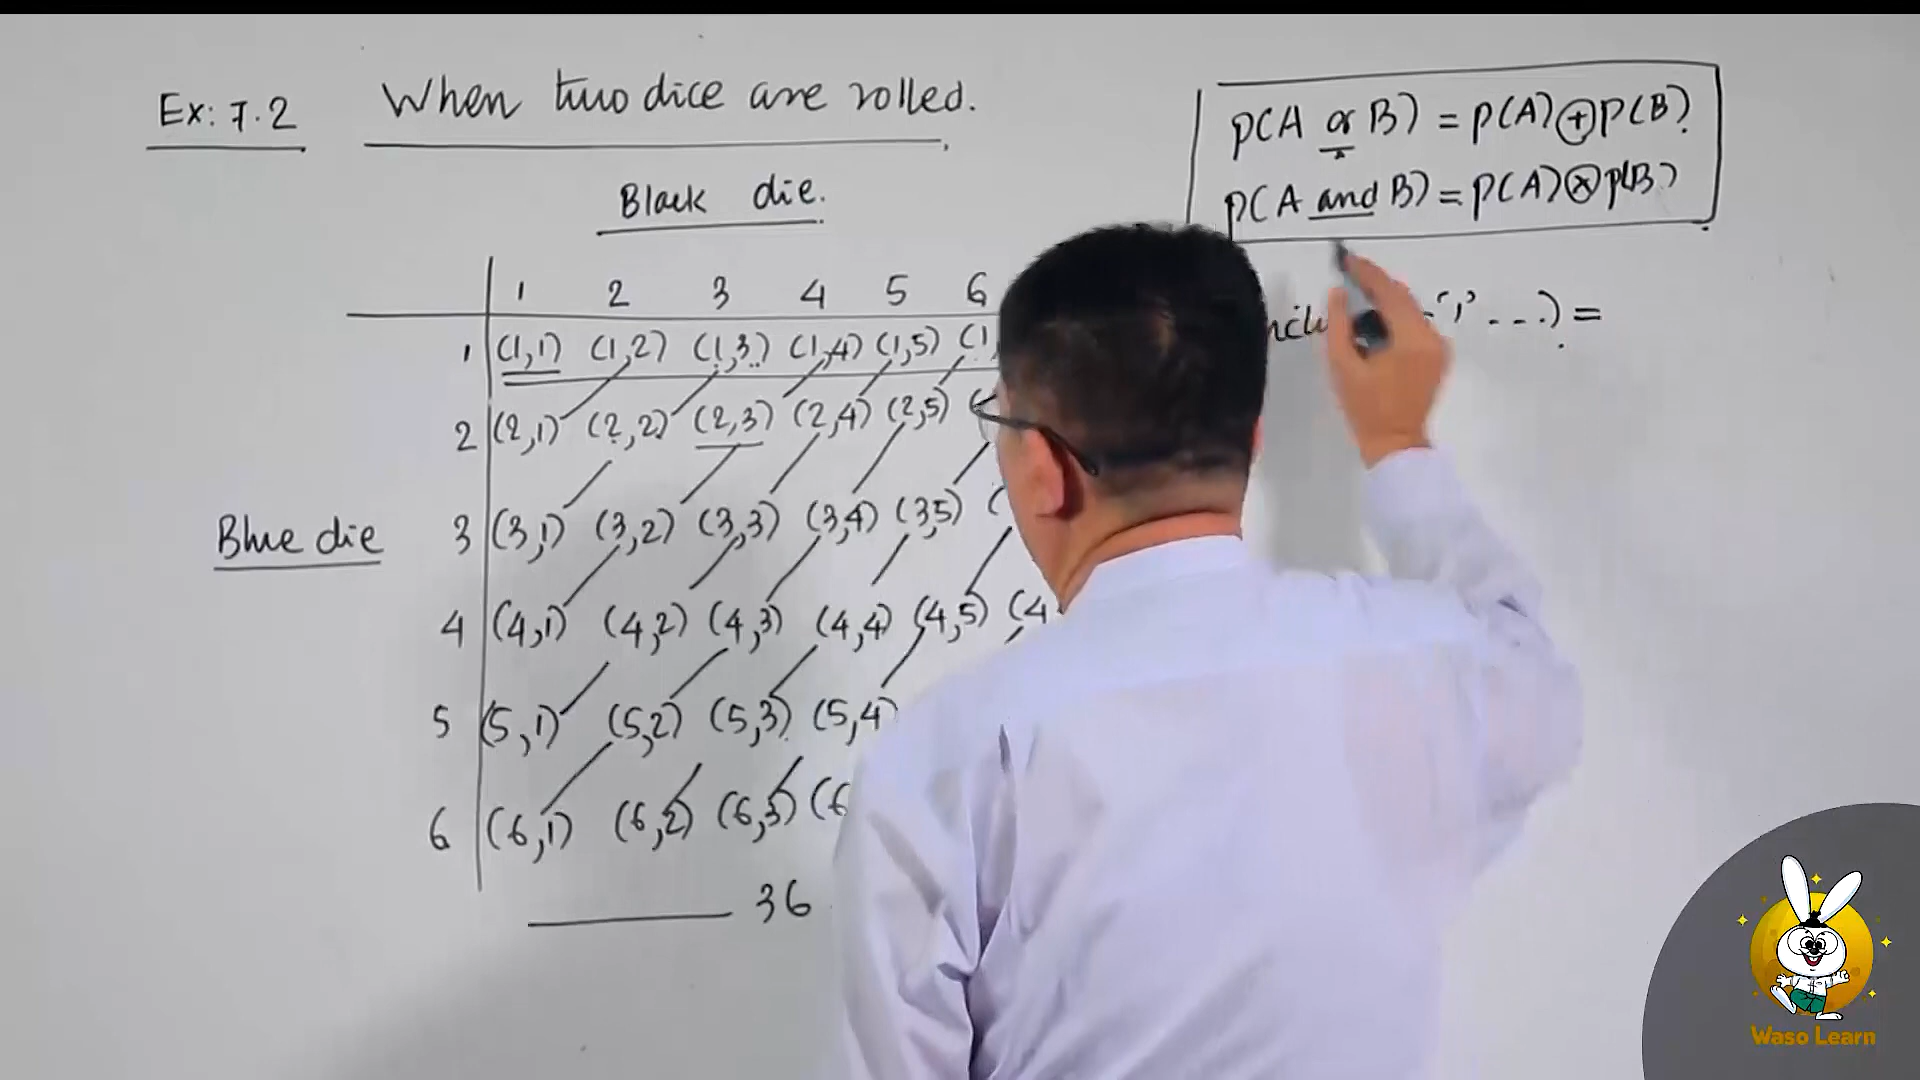 Ex: 7.2 When two dice are rolled.
P(A or B) = P(A) + P(B)
P(A and B) = P(A) × P(B)
Black die.
1 2 3 4 5 6
1 (1,1) (1,2) (1,3) (1,4) (1,5) (1,
2 (2,1) (2,2) (2,3) (2,4) (2,5) (
Blue die
3 (3,1) (3,2) (3,3) (3,4) (3,5) (
4 (4,1) (4,2) (4,3) (4,4) (4,5) (4,
5 (5,1) (5,2) (5,3) (5,4)
6 (6,1) (6,2) (6,3) (6
36
Waso Learn